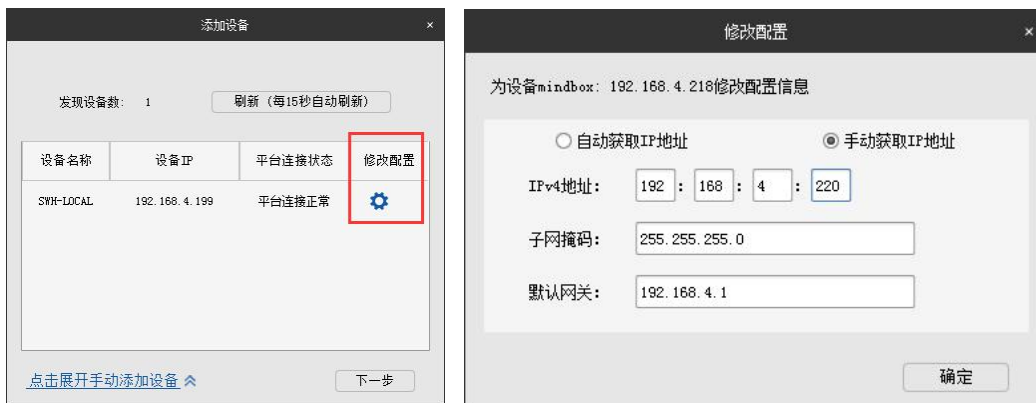 添加设备 ×
发现设备数: 1 刷新（每15秒自动刷新）
设备名称 设备IP 平台连接状态 修改配置
SWH-LOCAL 192.168.4.199 平台连接正常
点击展开手动添加设备 下一步
修改配置 ×
为设备mindbox: 192.168.4.218修改配置信息
自动获取IP地址 手动获取IP地址
IPv4地址: 192 : 168 : 4 : 220
子网掩码: 255.255.255.0
默认网关: 192.168.4.1
确定